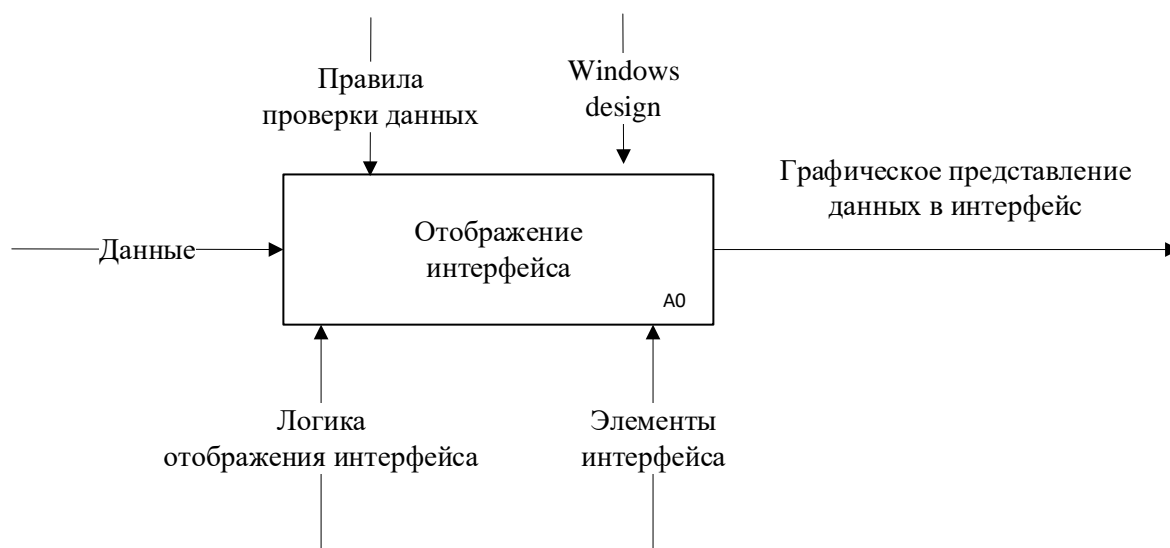 Правила
проверки данных
Windows
design
Графическое представление
данных в интерфейс
Данные
Отображение
интерфейса
A0
Логика
отображения интерфейса
Элементы
интерфейса